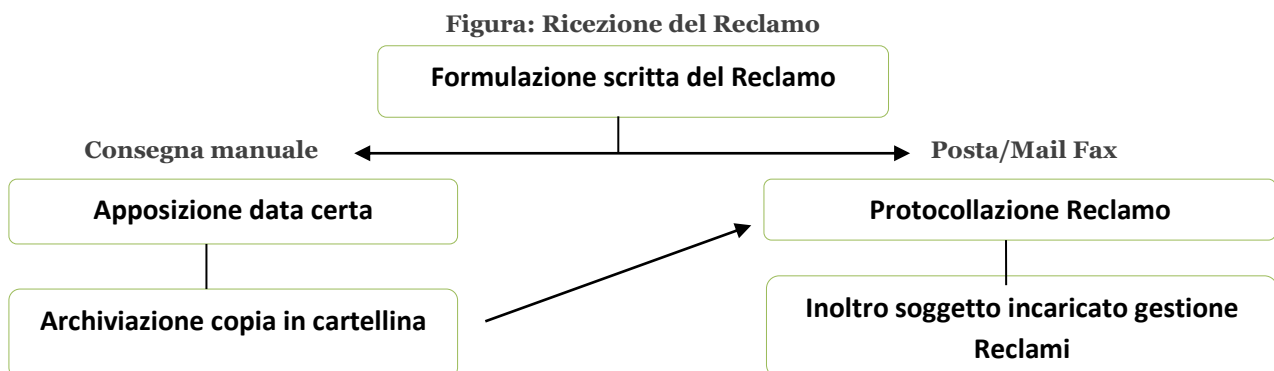 Figura: Ricezione del Reclamo
Formulazione scritta del Reclamo
Consegna manuale
Posta/Mail Fax
Apposizione data certa
Protocollazione Reclamo
Archiviazione copia in cartellina
Inoltro soggetto incaricato gestione
Reclami